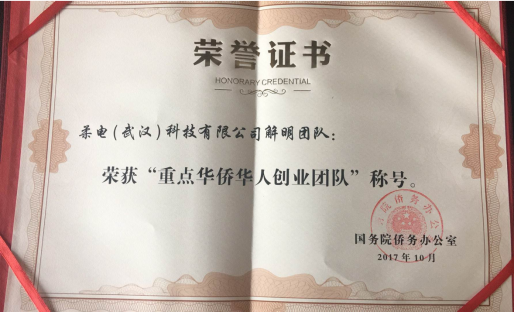 荣誉证书
HONORARY CREDENTIAL
柔电(武汉)科技有限公司解明团队:
荣获“重点华侨华人创业团队”称号。
国务院侨务办公室
2017年10月